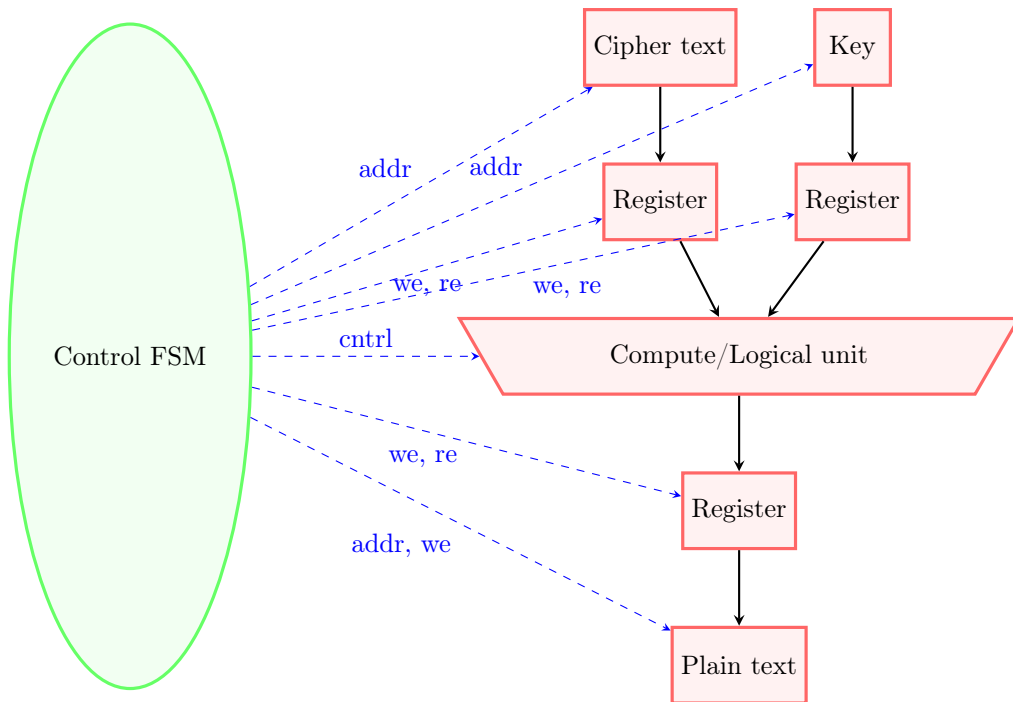 Cipher text
Key
addr
addr
Register
Register
we, re
we, re
cntrl
Control FSM
Compute/Logical unit
we, re
Register
addr, we
Plain text